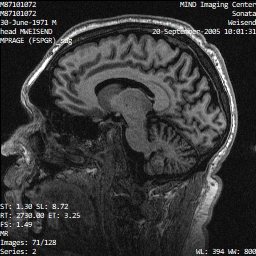 M87101072
M87101072
30-June-1971 M
head MWEISEND
MPRAGE (FSPGR) sag
MIND Imaging Center
Sonata
Weisend
20-September-2005 10:01:31
ST: 1.30 SL: 8.72
RT: 2730.00 ET: 3.25
FS: 1.49
MR
Images: 71/128
Series: 2
WL: 394 WW: 800